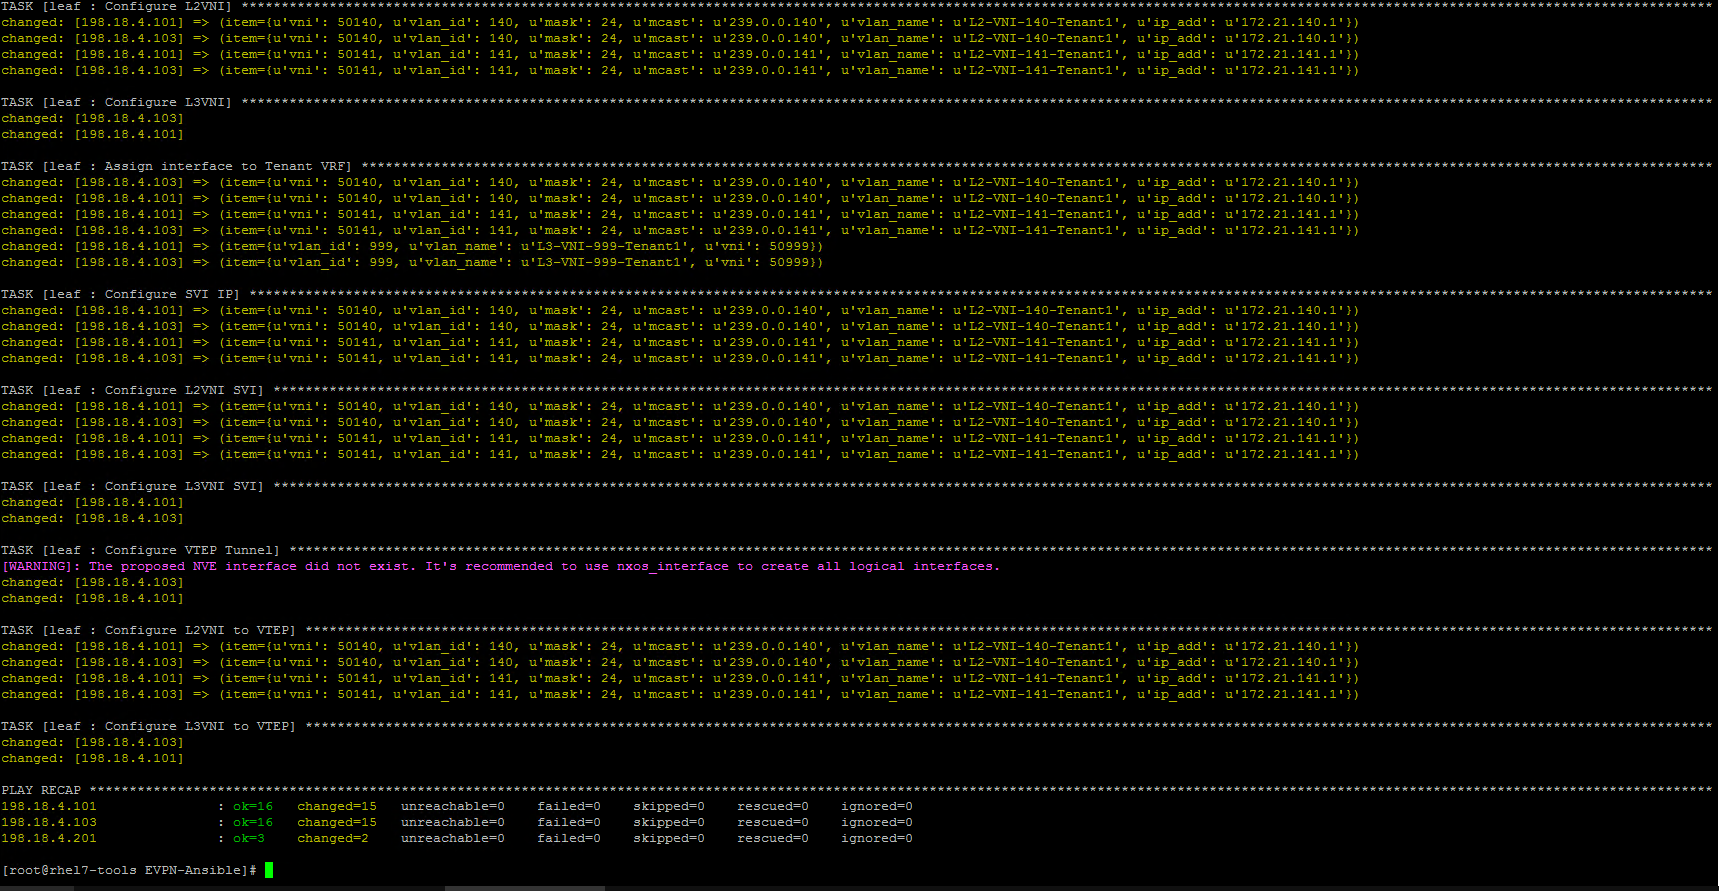 TASK [leaf : Configure L2VNI] ****************************************************************************************************************************************************************************************
changed: [198.18.4.101] => (item={u'vni': 50140, u'vlan_id': 140, u'mask': 24, u'mcast': u'239.0.0.140', u'vlan_name': u'L2-VNI-140-Tenant1', u'ip_add': u'172.21.140.1'})
changed: [198.18.4.103] => (item={u'vni': 50140, u'vlan_id': 140, u'mask': 24, u'mcast': u'239.0.0.140', u'vlan_name': u'L2-VNI-140-Tenant1', u'ip_add': u'172.21.140.1'})
changed: [198.18.4.101] => (item={u'vni': 50141, u'vlan_id': 141, u'mask': 24, u'mcast': u'239.0.0.141', u'vlan_name': u'L2-VNI-141-Tenant1', u'ip_add': u'172.21.141.1'})
changed: [198.18.4.103] => (item={u'vni': 50141, u'vlan_id': 141, u'mask': 24, u'mcast': u'239.0.0.141', u'vlan_name': u'L2-VNI-141-Tenant1', u'ip_add': u'172.21.141.1'})
TASK [leaf : Configure L3VNI] ****************************************************************************************************************************************************************************************
changed: [198.18.4.103]
changed: [198.18.4.101]
TASK [leaf : Assign interface to Tenant VRF] *************************************************************************************************************************************************************************
changed: [198.18.4.103] => (item={u'vni': 50140, u'vlan_id': 140, u'mask': 24, u'mcast': u'239.0.0.140', u'vlan_name': u'L2-VNI-140-Tenant1', u'ip_add': u'172.21.140.1'})
changed: [198.18.4.101] => (item={u'vni': 50140, u'vlan_id': 140, u'mask': 24, u'mcast': u'239.0.0.140', u'vlan_name': u'L2-VNI-140-Tenant1', u'ip_add': u'172.21.140.1'})
changed: [198.18.4.101] => (item={u'vni': 50141, u'vlan_id': 141, u'mask': 24, u'mcast': u'239.0.0.141', u'vlan_name': u'L2-VNI-141-Tenant1', u'ip_add': u'172.21.141.1'})
changed: [198.18.4.103] => (item={u'vni': 50141, u'vlan_id': 141, u'mask': 24, u'mcast': u'239.0.0.141', u'vlan_name': u'L2-VNI-141-Tenant1', u'ip_add': u'172.21.141.1'})
changed: [198.18.4.101] => (item={u'vlan_id': 999, u'vlan_name': u'L3-VNI-999-Tenant1', u'vni': 50999})
changed: [198.18.4.103] => (item={u'vlan_id': 999, u'vlan_name': u'L3-VNI-999-Tenant1', u'vni': 50999})
TASK [leaf : Configure SVI IP] ***************************************************************************************************************************************************************************************
changed: [198.18.4.101] => (item={u'vni': 50140, u'vlan_id': 140, u'mask': 24, u'mcast': u'239.0.0.140', u'vlan_name': u'L2-VNI-140-Tenant1', u'ip_add': u'172.21.140.1'})
changed: [198.18.4.103] => (item={u'vni': 50140, u'vlan_id': 140, u'mask': 24, u'mcast': u'239.0.0.140', u'vlan_name': u'L2-VNI-140-Tenant1', u'ip_add': u'172.21.140.1'})
changed: [198.18.4.101] => (item={u'vni': 50141, u'vlan_id': 141, u'mask': 24, u'mcast': u'239.0.0.141', u'vlan_name': u'L2-VNI-141-Tenant1', u'ip_add': u'172.21.141.1'})
changed: [198.18.4.103] => (item={u'vni': 50141, u'vlan_id': 141, u'mask': 24, u'mcast': u'239.0.0.141', u'vlan_name': u'L2-VNI-141-Tenant1', u'ip_add': u'172.21.141.1'})
TASK [leaf : Configure L2VNI SVI] ************************************************************************************************************************************************************************************
changed: [198.18.4.101] => (item={u'vni': 50140, u'vlan_id': 140, u'mask': 24, u'mcast': u'239.0.0.140', u'vlan_name': u'L2-VNI-140-Tenant1', u'ip_add': u'172.21.140.1'})
changed: [198.18.4.103] => (item={u'vni': 50140, u'vlan_id': 140, u'mask': 24, u'mcast': u'239.0.0.140', u'vlan_name': u'L2-VNI-140-Tenant1', u'ip_add': u'172.21.140.1'})
changed: [198.18.4.101] => (item={u'vni': 50141, u'vlan_id': 141, u'mask': 24, u'mcast': u'239.0.0.141', u'vlan_name': u'L2-VNI-141-Tenant1', u'ip_add': u'172.21.141.1'})
changed: [198.18.4.103] => (item={u'vni': 50141, u'vlan_id': 141, u'mask': 24, u'mcast': u'239.0.0.141', u'vlan_name': u'L2-VNI-141-Tenant1', u'ip_add': u'172.21.141.1'})
TASK [leaf : Configure L3VNI SVI] ************************************************************************************************************************************************************************************
changed: [198.18.4.101]
changed: [198.18.4.103]
TASK [leaf : Configure VTEP Tunnel] **********************************************************************************************************************************************************************************
[WARNING]: The proposed NVE interface did not exist. It's recommended to use nxos_interface to create all logical interfaces.
changed: [198.18.4.103]
changed: [198.18.4.101]
TASK [leaf : Configure L2VNI to VTEP] ********************************************************************************************************************************************************************************
changed: [198.18.4.101] => (item={u'vni': 50140, u'vlan_id': 140, u'mask': 24, u'mcast': u'239.0.0.140', u'vlan_name': u'L2-VNI-140-Tenant1', u'ip_add': u'172.21.140.1'})
changed: [198.18.4.103] => (item={u'vni': 50140, u'vlan_id': 140, u'mask': 24, u'mcast': u'239.0.0.140', u'vlan_name': u'L2-VNI-140-Tenant1', u'ip_add': u'172.21.140.1'})
changed: [198.18.4.101] => (item={u'vni': 50141, u'vlan_id': 141, u'mask': 24, u'mcast': u'239.0.0.141', u'vlan_name': u'L2-VNI-141-Tenant1', u'ip_add': u'172.21.141.1'})
changed: [198.18.4.103] => (item={u'vni': 50141, u'vlan_id': 141, u'mask': 24, u'mcast': u'239.0.0.141', u'vlan_name': u'L2-VNI-141-Tenant1', u'ip_add': u'172.21.141.1'})
TASK [leaf : Configure L3VNI to VTEP] ********************************************************************************************************************************************************************************
changed: [198.18.4.103]
changed: [198.18.4.101]
PLAY RECAP ***********************************************************************************************************************************************************************************************************
198.18.4.101 : ok=16 changed=15 unreachable=0 failed=0 skipped=0 rescued=0 ignored=0
198.18.4.103 : ok=16 changed=15 unreachable=0 failed=0 skipped=0 rescued=0 ignored=0
198.18.4.201 : ok=3 changed=2 unreachable=0 failed=0 skipped=0 rescued=0 ignored=0
[root@rhel7-tools EVPN-Ansible]#